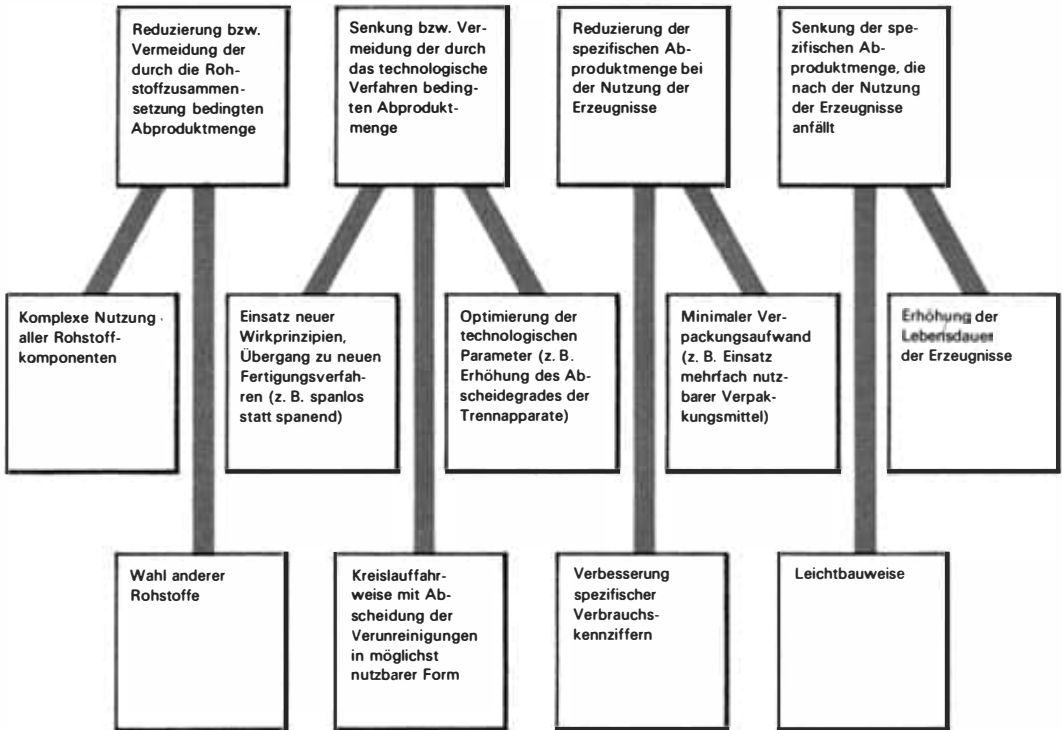 Reduzierung bzw.
Vermeidung der
durch die Roh-
stoffzusammen-
setzung bedingten
Abproduktmenge
Senkung bzw. Ver-
meidung der durch
das technologische
Verfahren beding-
ten Abprodukt-
menge
Reduzierung der
spezifischen Ab-
produktmenge bei
der Nutzung der
Erzeugnisse
Senkung der spe-
zifischen Ab-
produktmenge, die
nach der Nutzung
der Erzeugnisse
anfällt
Komplexe Nutzung
aller Rohstoff-
komponenten
Einsatz neuer
Wirkprinzipien,
Übergang zu neuen
Fertigungsverfah-
ren (z. B. spanlos
statt spanend)
Optimierung der
technologischen
Parameter (z. B.
Erhöhung des Ab-
scheidegrades der
Trennapparate)
Minimaler Ver-
packungsaufwand
(z. B. Einsatz
mehrfach nutz-
barer Verpak-
kungsmittel)
Erhöhung der
Lebensdauer
der Erzeugnisse
Wahl anderer
Rohstoffe
Kreislauffahr-
weise mit Ab-
scheidung der
Verunreinigungen
in möglichst
nutzbarer Form
Verbesserung
spezifischer
Verbrauchs-
kennziffern
Leichtbauweise